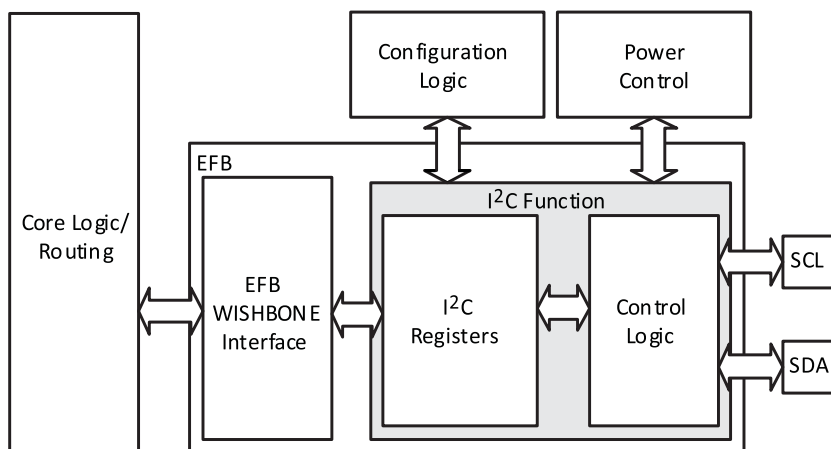 Configuration
Logic
Power
Control
EFB
I²C Function
Core Logic/
Routing
EFB
WISHBONE
Interface
I²C
Registers
Control
Logic
SCL
SDA